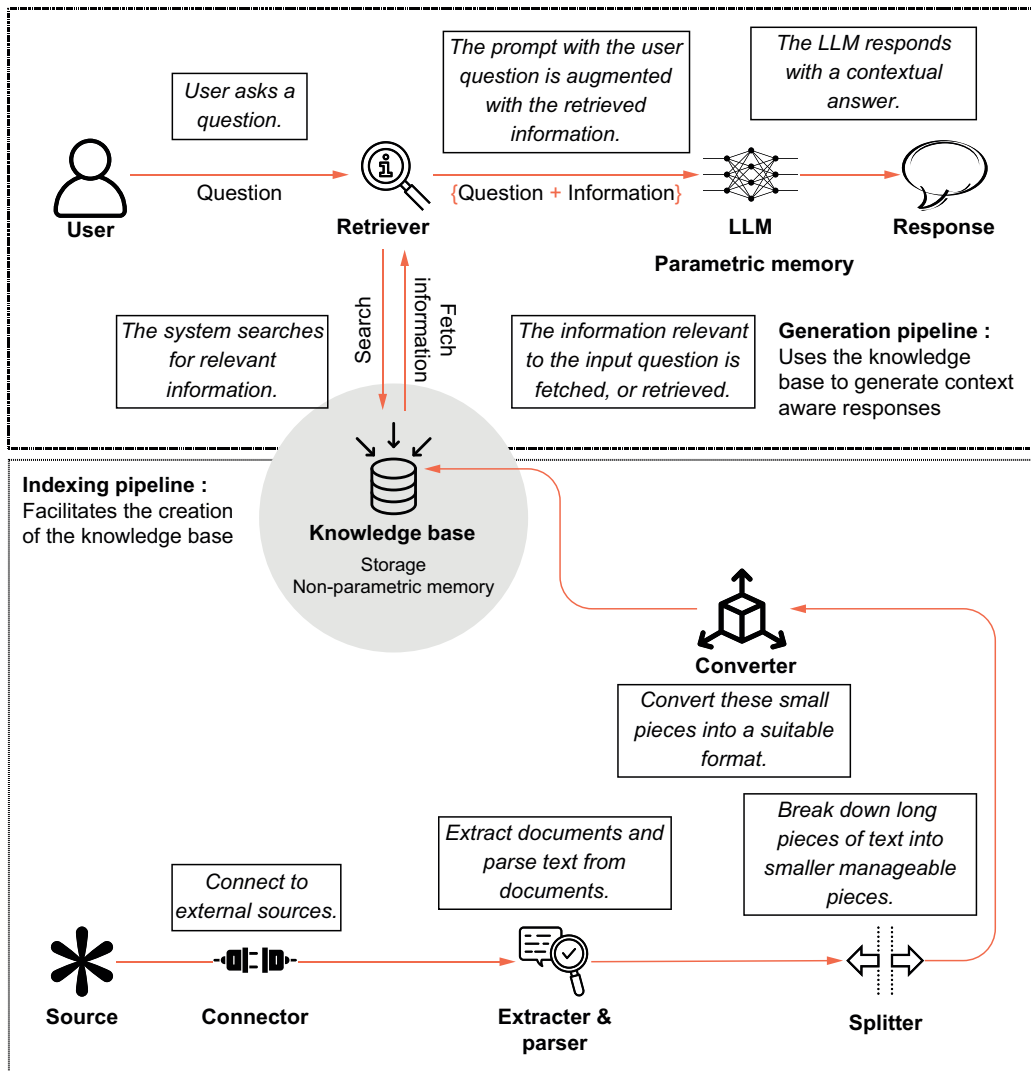 User asks a
question.
The prompt with the user
question is augmented
with the retrieved
information.
The LLM responds
with a contextual
answer.
Question
{Question + Information}
User
Retriever
LLM
Response
Parametric memory
Search
Fetch
information
The system searches
for relevant
information.
The information relevant
to the input question is
fetched, or retrieved.
Generation pipeline :
Uses the knowledge
base to generate context
aware responses
Indexing pipeline :
Facilitates the creation
of the knowledge base
Knowledge base
Storage
Non-parametric memory
Converter
Convert these small
pieces into a suitable
format.
Connect to
external sources.
Extract documents and
parse text from
documents.
Break down long
pieces of text into
smaller manageable
pieces.
Source
Connector
Extracter &
parser
Splitter